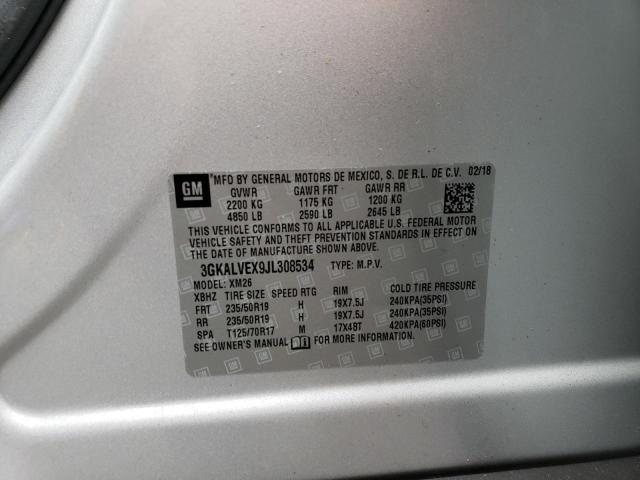 GM
MFD BY GENERAL MOTORS DE MEXICO, S. DE R.L. DE C.V. 02/18
GVWR GAWR FRT GAWR RR
2200 KG 1175 KG 1200 KG
4850 LB 2590 LB 2645 LB
THIS VEHICLE CONFORMS TO ALL APPLICABLE U.S. FEDERAL MOTOR
VEHICLE SAFETY AND THEFT PREVENTION STANDARDS IN EFFECT ON
THE DATE OF MANUFACTURE SHOWN ABOVE.
3GKALVEX9JL308534 TYPE: M.P.V.
MODEL: XM26
XBHZ TIRE SIZE SPEED RTG RIM COLD TIRE PRESSURE
FRT 235/50R19 H 19X7.5J 240KPA(35PSI)
RR 235/50R19 H 19X7.5J 240KPA(35PSI)
SPA T125/70R17 M 17X4BT 420KPA(60PSI)
SEE OWNER'S MANUAL FOR MORE INFORMATION.